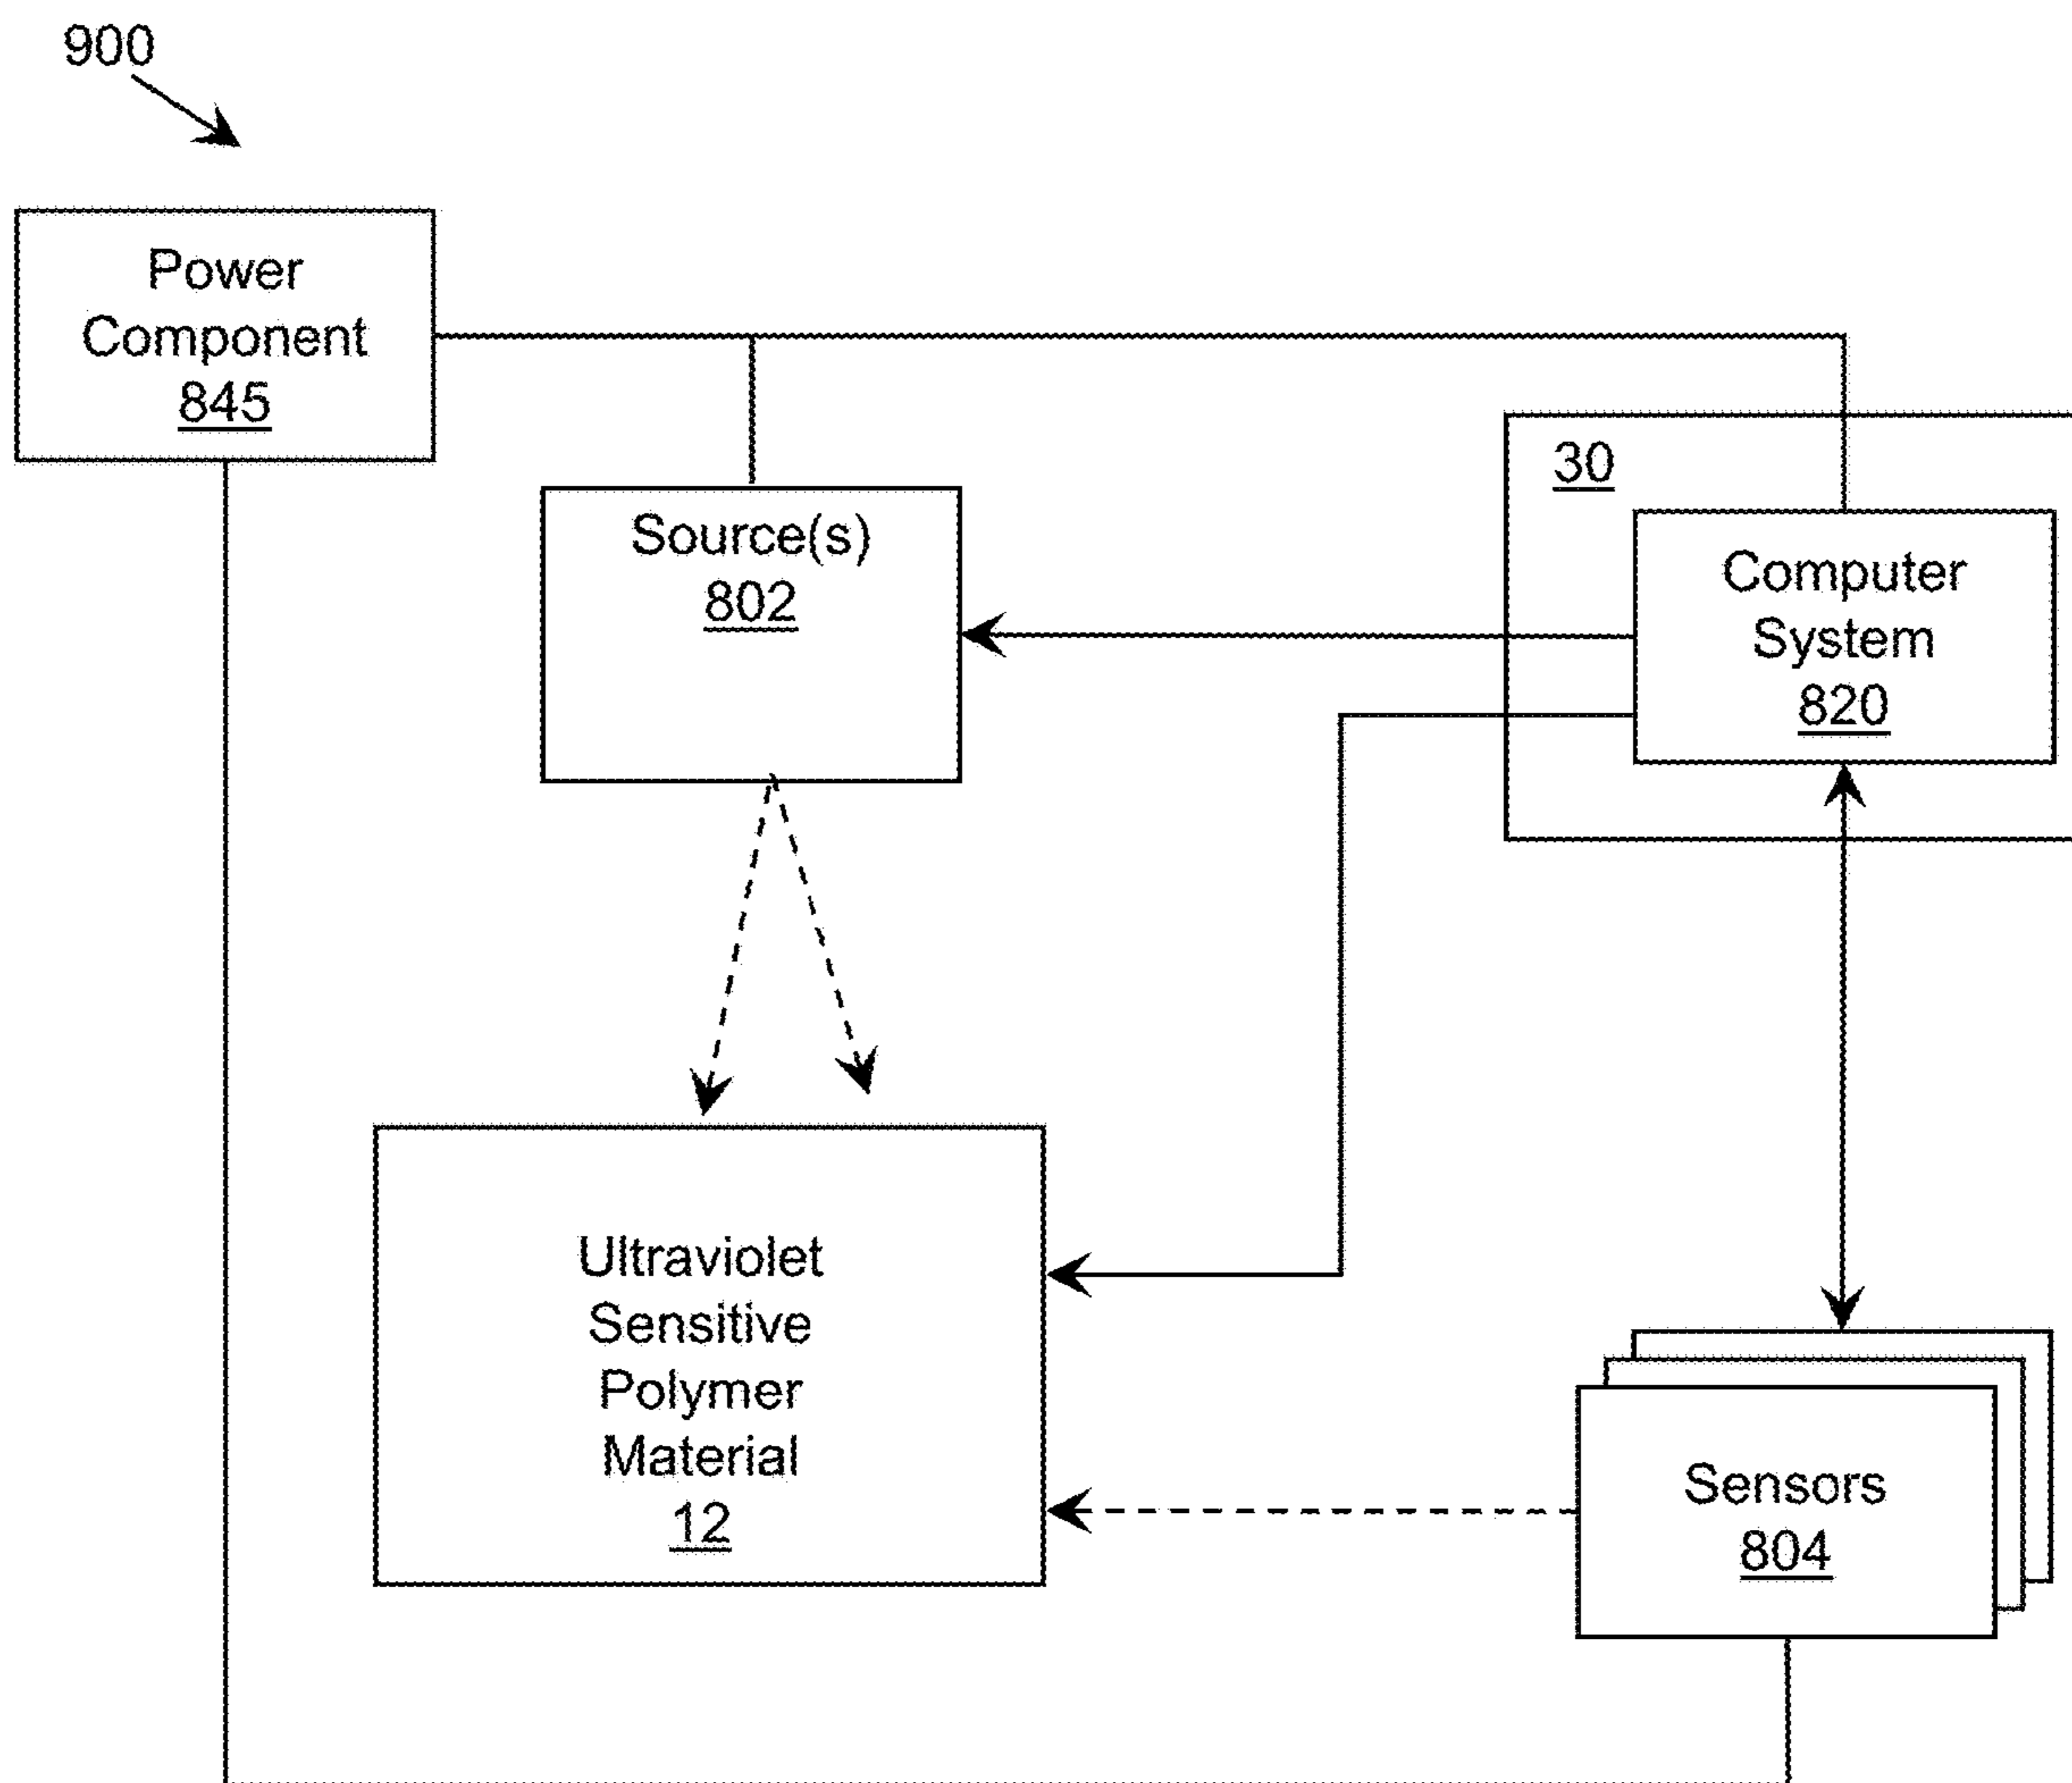 900
Power
Component
845
30
Source(s)
802
Computer
System
820
Ultraviolet
Sensitive
Polymer
Material
12
Sensors
804